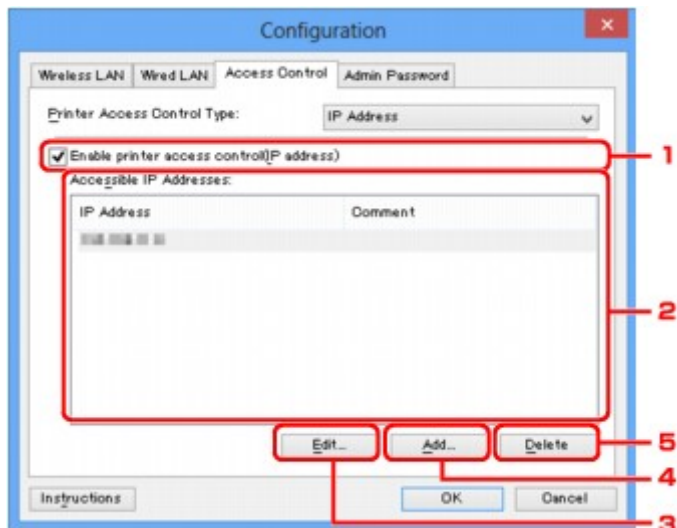 Configuration
Wireless LAN Wired LAN Access Control Admin Password
Printer Access Control Type: IP Address
Enable printer access control(IP address) 1
Accessible IP Addresses:
IP Address Comment
2
Edit... Add... Delete 5
4
Instructions OK Cancel
3